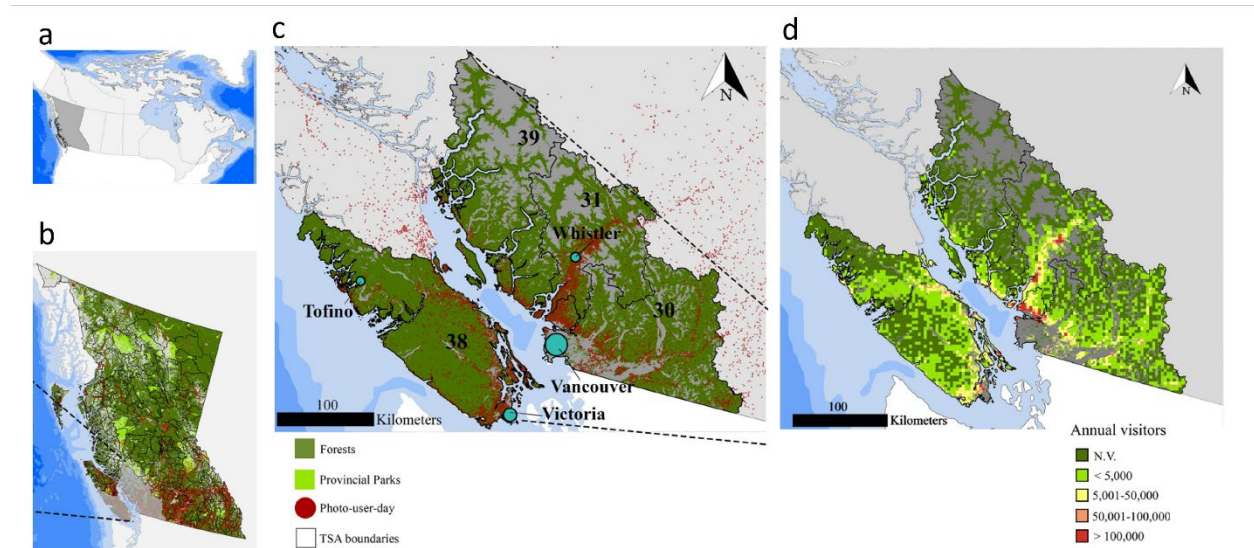 a
b
c
N
39
31
Whistler
Tofino
30
38
Vancouver
Victoria
100
Kilometers
Forests
Provincial Parks
Photo-user-day
TSA boundaries
d
N
100
Kilometers
Annual visitors
N.V.
< 5,000
5,001-50,000
50,001-100,000
> 100,000